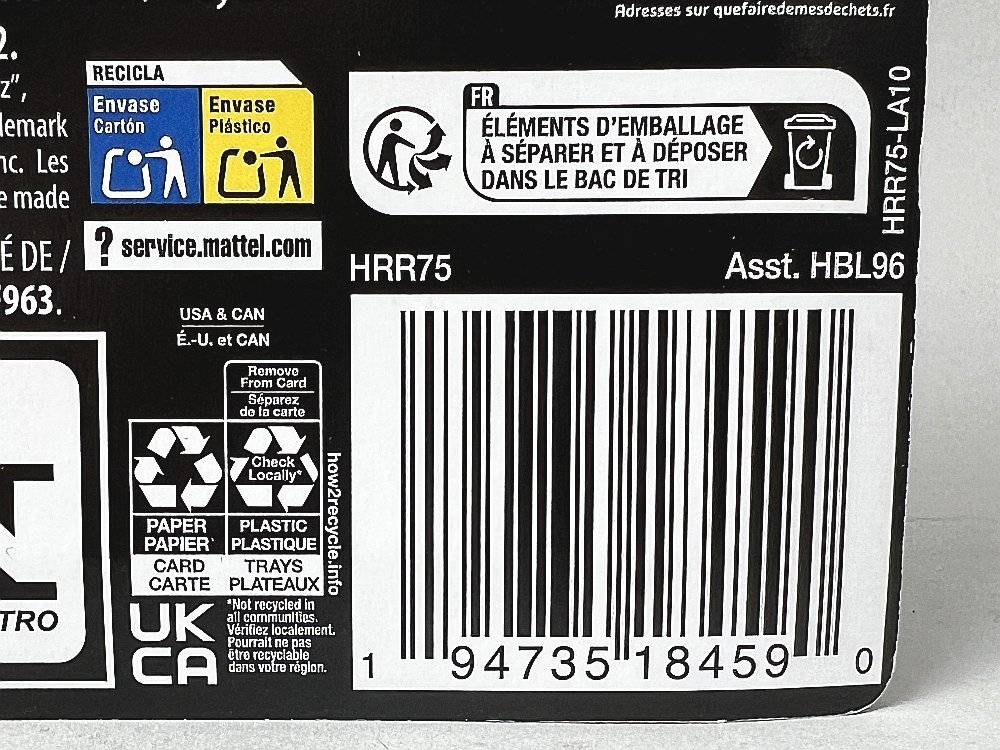 Adresses sur quefairedemesdechets.fr
2.
z",
demark
nc. Les
e made
É DE /
F963.
TRO
RECICLA
Envase
Cartón
Envase
Plástico
? service.mattel.com
FR
ÉLÉMENTS D'EMBALLAGE
À SÉPARER ET À DÉPOSER
DANS LE BAC DE TRI
HRR75-LA10
HRR75
Asst. HBL96
USA & CAN
É.-U. et CAN
Remove
From Card
Séparez
de la carte
Check
Locally*
PAPER
PAPIER
PLASTIC
PLASTIQUE
CARD
CARTE
TRAYS
PLATEAUX
how2recycle.info
*Not recycled in
all communities.
Vérifiez localement.
Pourrait ne pas
être recyclable
dans votre région.
UK
CA
1 94735 18459 0